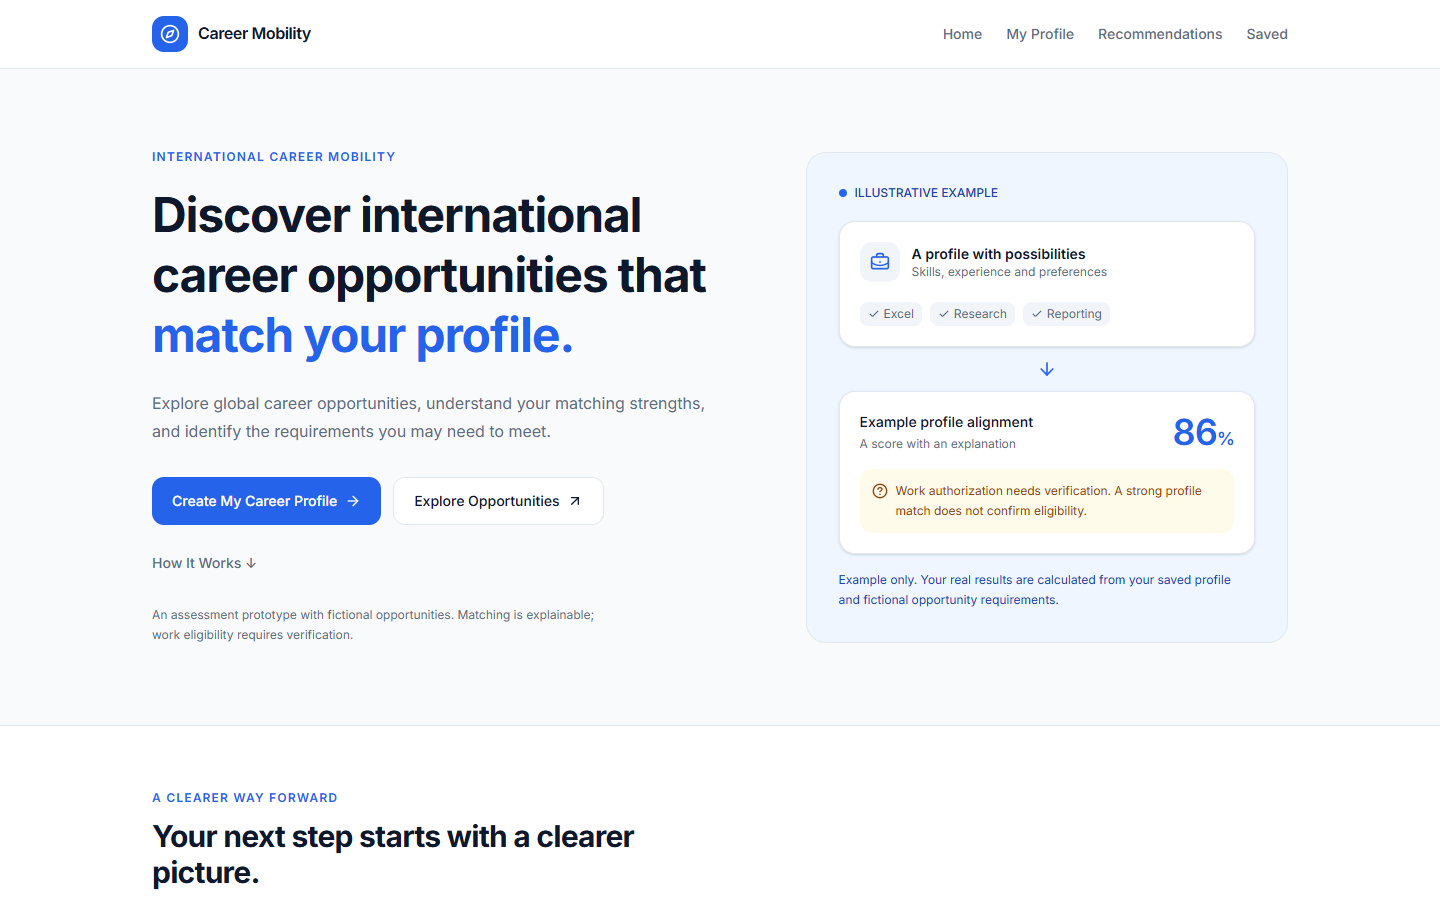 Career Mobility
Home My Profile Recommendations Saved
INTERNATIONAL CAREER MOBILITY
Discover international
career opportunities that
match your profile.
Explore global career opportunities, understand your matching strengths,
and identify the requirements you may need to meet.
Create My Career Profile →
Explore Opportunities ↗
How It Works ↓
An assessment prototype with fictional opportunities. Matching is explainable;
work eligibility requires verification.
ILLUSTRATIVE EXAMPLE
A profile with possibilities
Skills, experience and preferences
✓ Excel ✓ Research ✓ Reporting
↓
Example profile alignment
A score with an explanation
86%
Work authorization needs verification. A strong profile
match does not confirm eligibility.
Example only. Your real results are calculated from your saved profile
and fictional opportunity requirements.
A CLEARER WAY FORWARD
Your next step starts with a clearer
picture.